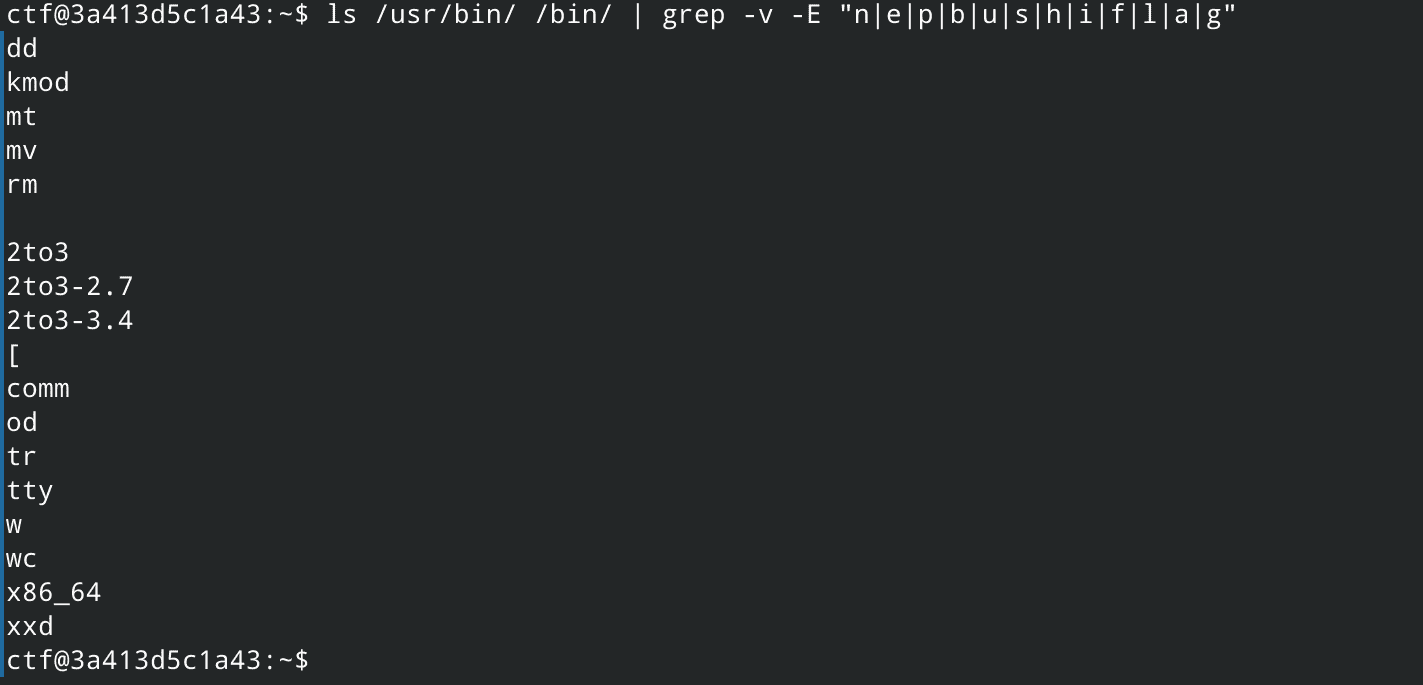 ctf@3a413d5c1a43:~$ ls /usr/bin/ /bin/ | grep -v -E "n|e|p|b|u|s|h|i|f|l|a|g"
dd
kmod
mt
mv
rm

2to3
2to3-2.7
2to3-3.4
[
comm
od
tr
tty
w
wc
x86_64
xxd
ctf@3a413d5c1a43:~$